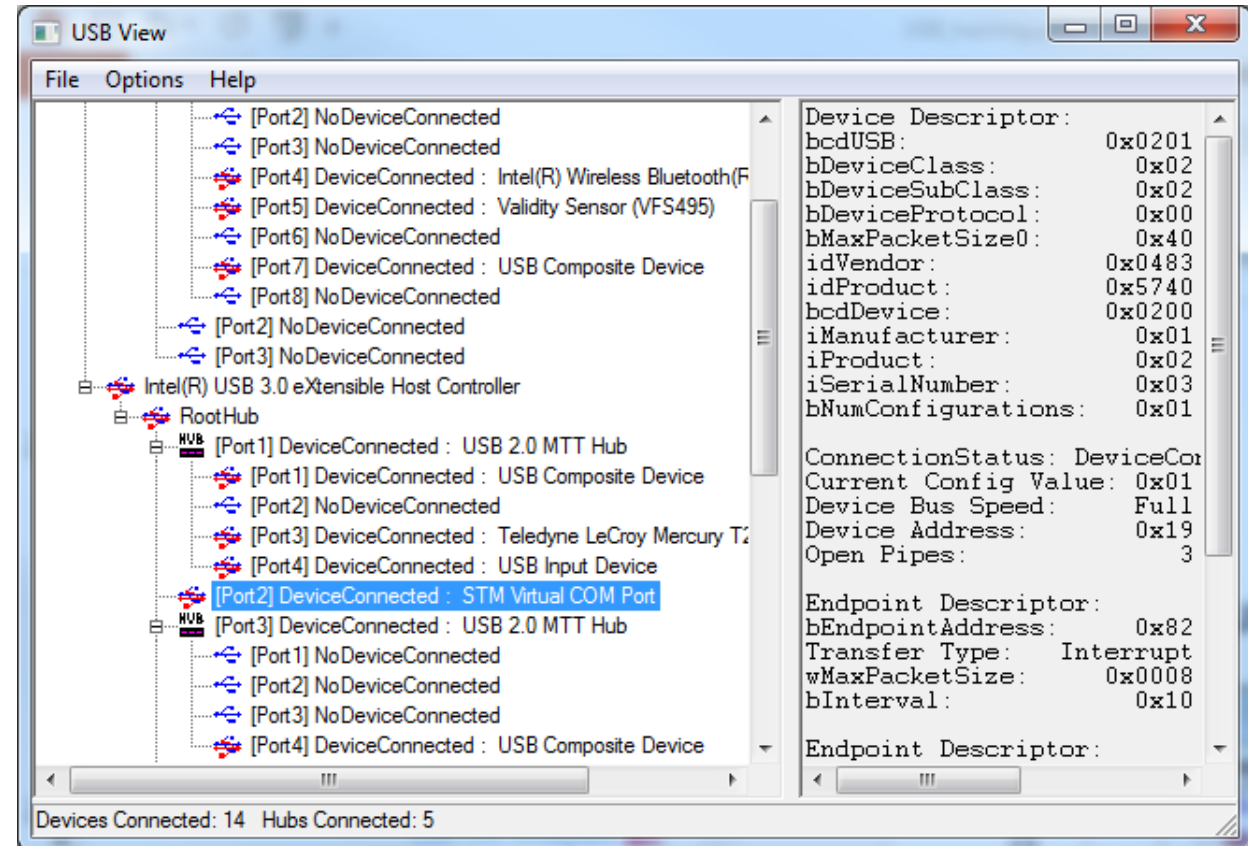 USB View
File Options Help
[Port2] NoDeviceConnected
[Port3] NoDeviceConnected
[Port4] DeviceConnected : Intel(R) Wireless Bluetooth(R
[Port5] DeviceConnected : Validity Sensor (VFS495)
[Port6] NoDeviceConnected
[Port7] DeviceConnected : USB Composite Device
[Port8] NoDeviceConnected
[Port2] NoDeviceConnected
[Port3] NoDeviceConnected
Intel(R) USB 3.0 eXtensible Host Controller
RootHub
HUB [Port1] DeviceConnected : USB 2.0 MTT Hub
[Port1] DeviceConnected : USB Composite Device
[Port2] NoDeviceConnected
[Port3] DeviceConnected : Teledyne LeCroy Mercury T2
[Port4] DeviceConnected : USB Input Device
[Port2] DeviceConnected : STM Virtual COM Port
HUB [Port3] DeviceConnected : USB 2.0 MTT Hub
[Port1] NoDeviceConnected
[Port2] NoDeviceConnected
[Port3] NoDeviceConnected
[Port4] DeviceConnected : USB Composite Device
Device Descriptor:
bcdUSB: 0x0201
bDeviceClass: 0x02
bDeviceSubClass: 0x02
bDeviceProtocol: 0x00
bMaxPacketSize0: 0x40
idVendor: 0x0483
idProduct: 0x5740
bcdDevice: 0x0200
iManufacturer: 0x01
iProduct: 0x02
iSerialNumber: 0x03
bNumConfigurations: 0x01
ConnectionStatus: DeviceCon
Current Config Value: 0x01
Device Bus Speed: Full
Device Address: 0x19
Open Pipes: 3
Endpoint Descriptor:
bEndpointAddress: 0x82
Transfer Type: Interrupt
wMaxPacketSize: 0x0008
bInterval: 0x10
Endpoint Descriptor:
Devices Connected: 14 Hubs Connected: 5